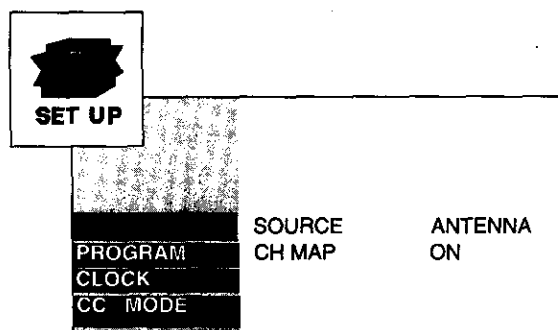 SET UP
SOURCE ANTENNA
PROGRAM CH MAP ON
CLOCK
CC MODE